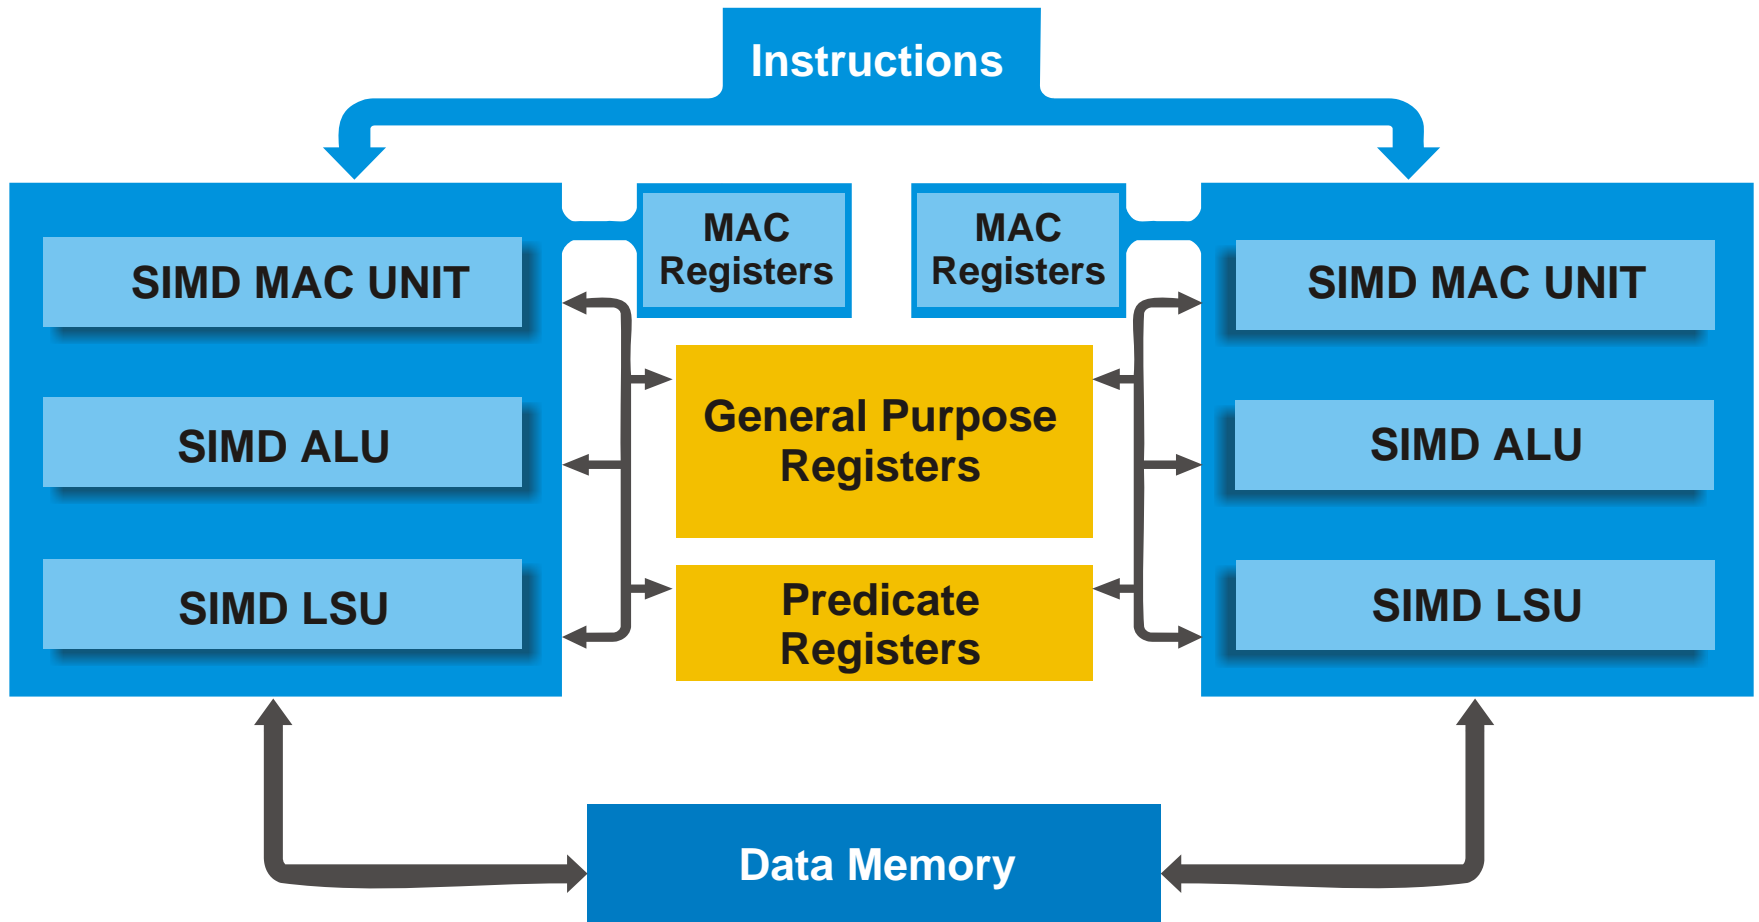 Instructions
MAC
Registers
MAC
Registers
SIMD MAC UNIT
SIMD MAC UNIT
General Purpose
Registers
SIMD ALU
SIMD ALU
Predicate
Registers
SIMD LSU
SIMD LSU
Data Memory